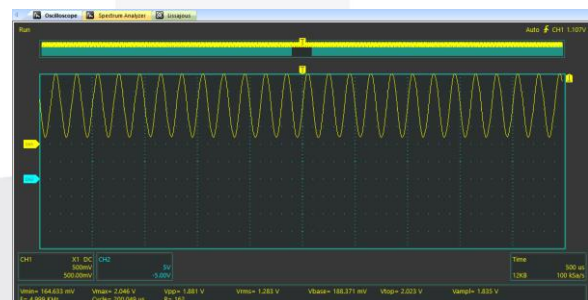 Oscilloscope Spectrum Analyzer Lissajous
Run Auto CH1 1.107V
T
T
CH1 X1 DC CH2 Time
500mV 5V 500 us
500.00mV -5.00V 12KB 100 kSa/s
Vmin= 164.633 mV Vmax= 2.046 V Vpp= 1.881 V Vrms= 1.283 V Vbase= 188.371 mV Vtop= 2.023 V Vampl= 1.835 V